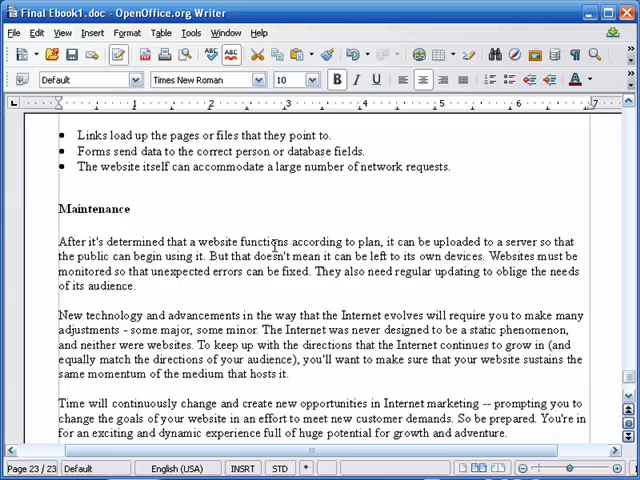 Final Ebook1.doc - OpenOffice.org Writer
File Edit View Insert Format Table Tools Window Help
Default Times New Roman 10 B I U A
1 1 2 3 4 5 6 7
Links load up the pages or files that they point to.
Forms send data to the correct person or database fields.
The website itself can accommodate a large number of network requests.
Maintenance
After it's determined that a website functions according to plan, it can be uploaded to a server so that
the public can begin using it. But that doesn't mean it can be left to its own devices. Websites must be
monitored so that unexpected errors can be fixed. They also need regular updating to oblige the needs
of its audience.
New technology and advancements in the way that the Internet evolves will require you to make many
adjustments - some major, some minor. The Internet was never designed to be a static phenomenon,
and neither were websites. To keep up with the directions that the Internet continues to grow in (and
equally match the directions of your audience), you'll want to make sure that your website sustains the
same momentum of the medium that hosts it.
Time will continuously change and create new opportunities in Internet marketing -- prompting you to
change the goals of your website in an effort to meet new customer demands. So be prepared. You're in
for an exciting and dynamic experience full of huge potential for growth and adventure.
Page 23 / 23 Default English (USA) INSRT STD *